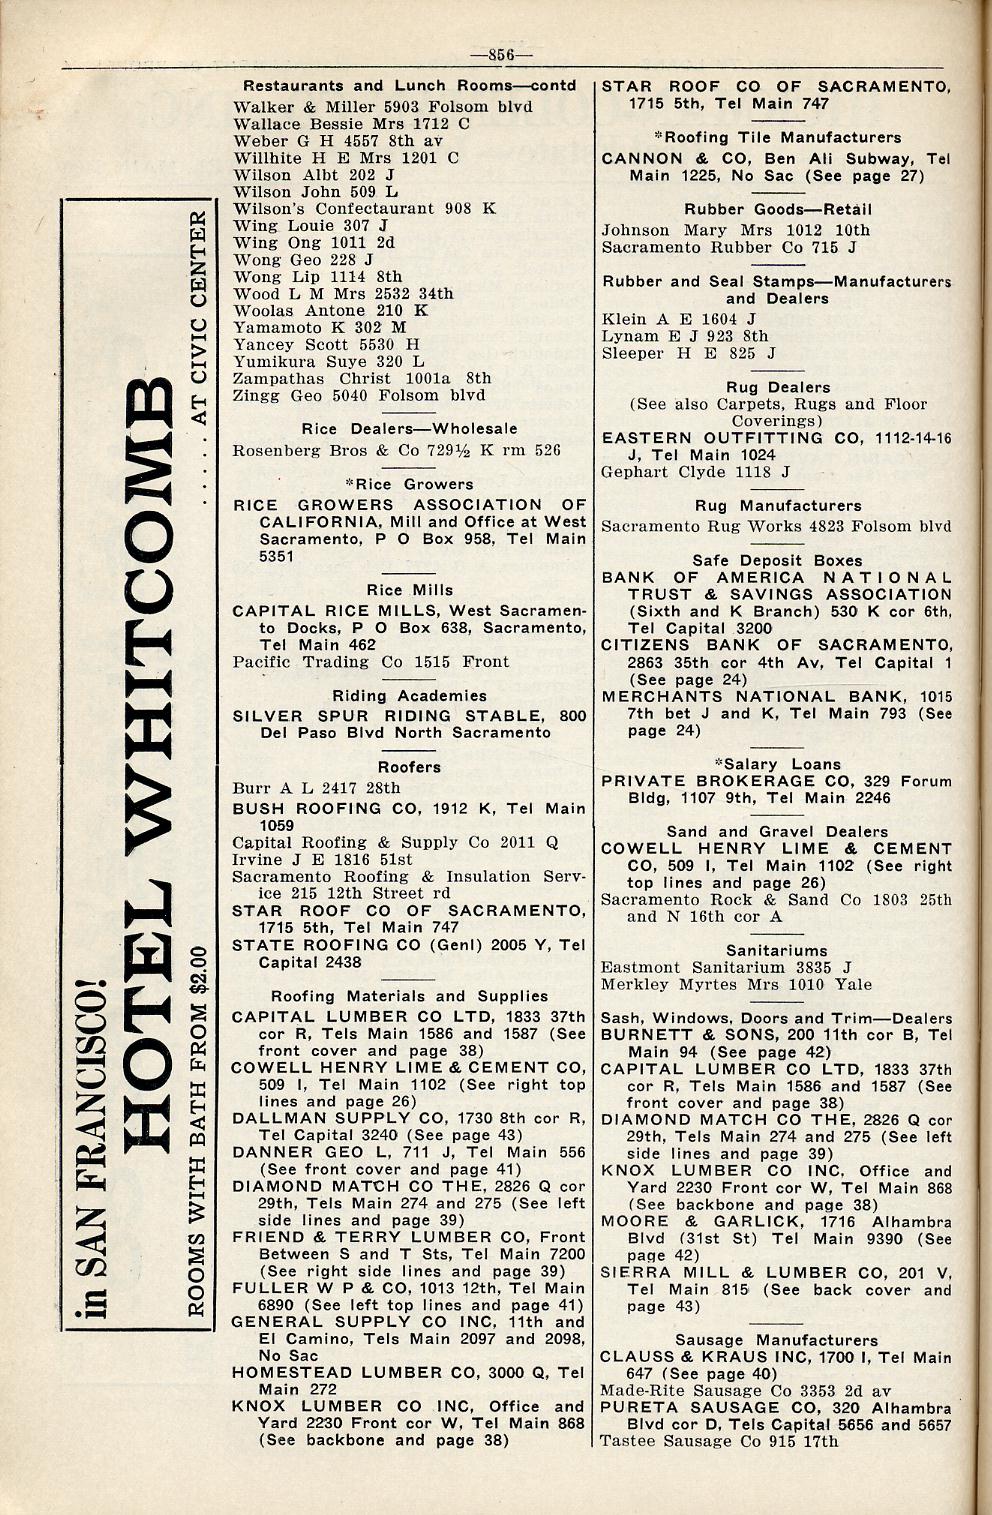 —856—
in SAN FRANCISCO!
HOTEL WHITCOMB
ROOMS WITH BATH FROM $2.00 . . . . . AT CIVIC CENTER
Restaurants and Lunch Rooms—contd
Walker & Miller 5903 Folsom blvd
Wallace Bessie Mrs 1712 C
Weber G H 4557 8th av
Willhite H E Mrs 1201 C
Wilson Albt 202 J
Wilson John 509 L
Wilson's Confectaurant 908 K
Wing Louie 307 J
Wing Ong 1011 2d
Wong Geo 228 J
Wong Lip 1114 8th
Wood L M Mrs 2532 34th
Woolas Antone 210 K
Yamamoto K 302 M
Yancey Scott 5530 H
Yumikura Suye 320 L
Zampathas Christ 1001a 8th
Zingg Geo 5040 Folsom blvd
Rice Dealers—Wholesale
Rosenberg Bros & Co 729½ K rm 526
*Rice Growers
RICE GROWERS ASSOCIATION OF
CALIFORNIA, Mill and Office at West
Sacramento, P O Box 958, Tel Main
5351
Rice Mills
CAPITAL RICE MILLS, West Sacramen-
to Docks, P O Box 638, Sacramento,
Tel Main 462
Pacific Trading Co 1515 Front
Riding Academies
SILVER SPUR RIDING STABLE, 800
Del Paso Blvd North Sacramento
Roofers
Burr A L 2417 28th
BUSH ROOFING CO, 1912 K, Tel Main
1059
Capital Roofing & Supply Co 2011 Q
Irvine J E 1816 51st
Sacramento Roofing & Insulation Serv-
ice 215 12th Street rd
STAR ROOF CO OF SACRAMENTO,
1715 5th, Tel Main 747
STATE ROOFING CO (Genl) 2005 Y, Tel
Capital 2438
Roofing Materials and Supplies
CAPITAL LUMBER CO LTD, 1833 37th
cor R, Tels Main 1586 and 1587 (See
front cover and page 38)
COWELL HENRY LIME & CEMENT CO,
509 I, Tel Main 1102 (See right top
lines and page 26)
DALLMAN SUPPLY CO, 1730 8th cor R,
Tel Capital 3240 (See page 43)
DANNER GEO L, 711 J, Tel Main 556
(See front cover and page 41)
DIAMOND MATCH CO THE, 2826 Q cor
29th, Tels Main 274 and 275 (See left
side lines and page 39)
FRIEND & TERRY LUMBER CO, Front
Between S and T Sts, Tel Main 7200
(See right side lines and page 39)
FULLER W P & CO, 1013 12th, Tel Main
6890 (See left top lines and page 41)
GENERAL SUPPLY CO INC, 11th and
El Camino, Tels Main 2097 and 2098,
No Sac
HOMESTEAD LUMBER CO, 3000 Q, Tel
Main 272
KNOX LUMBER CO INC, Office and
Yard 2230 Front cor W, Tel Main 868
(See backbone and page 38)
STAR ROOF CO OF SACRAMENTO,
1715 5th, Tel Main 747
*Roofing Tile Manufacturers
CANNON & CO, Ben Ali Subway, Tel
Main 1225, No Sac (See page 27)
Rubber Goods—Retail
Johnson Mary Mrs 1012 10th
Sacramento Rubber Co 715 J
Rubber and Seal Stamps—Manufacturers
and Dealers
Klein A E 1604 J
Lynam E J 923 8th
Sleeper H E 825 J
Rug Dealers
(See also Carpets, Rugs and Floor
Coverings)
EASTERN OUTFITTING CO, 1112-14-16
J, Tel Main 1024
Gephart Clyde 1118 J
Rug Manufacturers
Sacramento Rug Works 4823 Folsom blvd
Safe Deposit Boxes
BANK OF AMERICA NATIONAL
TRUST & SAVINGS ASSOCIATION
(Sixth and K Branch) 530 K cor 6th,
Tel Capital 3200
CITIZENS BANK OF SACRAMENTO,
2863 35th cor 4th Av, Tel Capital 1
(See page 24)
MERCHANTS NATIONAL BANK, 1015
7th bet J and K, Tel Main 793 (See
page 24)
*Salary Loans
PRIVATE BROKERAGE CO, 329 Forum
Bldg, 1107 9th, Tel Main 2246
Sand and Gravel Dealers
COWELL HENRY LIME & CEMENT
CO, 509 I, Tel Main 1102 (See right
top lines and page 26)
Sacramento Rock & Sand Co 1803 25th
and N 16th cor A
Sanitariums
Eastmont Sanitarium 3835 J
Merkley Myrtes Mrs 1010 Yale
Sash, Windows, Doors and Trim—Dealers
BURNETT & SONS, 200 11th cor B, Tel
Main 94 (See page 42)
CAPITAL LUMBER CO LTD, 1833 37th
cor R, Tels Main 1586 and 1587 (See
front cover and page 38)
DIAMOND MATCH CO THE, 2826 Q cor
29th, Tels Main 274 and 275 (See left
side lines and page 39)
KNOX LUMBER CO INC, Office and
Yard 2230 Front cor W, Tel Main 868
(See backbone and page 38)
MOORE & GARLICK, 1716 Alhambra
Blvd (31st St) Tel Main 9390 (See
page 42)
SIERRA MILL & LUMBER CO, 201 V,
Tel Main 815 (See back cover and
page 43)
Sausage Manufacturers
CLAUSS & KRAUS INC, 1700 I, Tel Main
647 (See page 40)
Made-Rite Sausage Co 3353 2d av
PURETA SAUSAGE CO, 320 Alhambra
Blvd cor D, Tels Capital 5656 and 5657
Tastee Sausage Co 915 17th